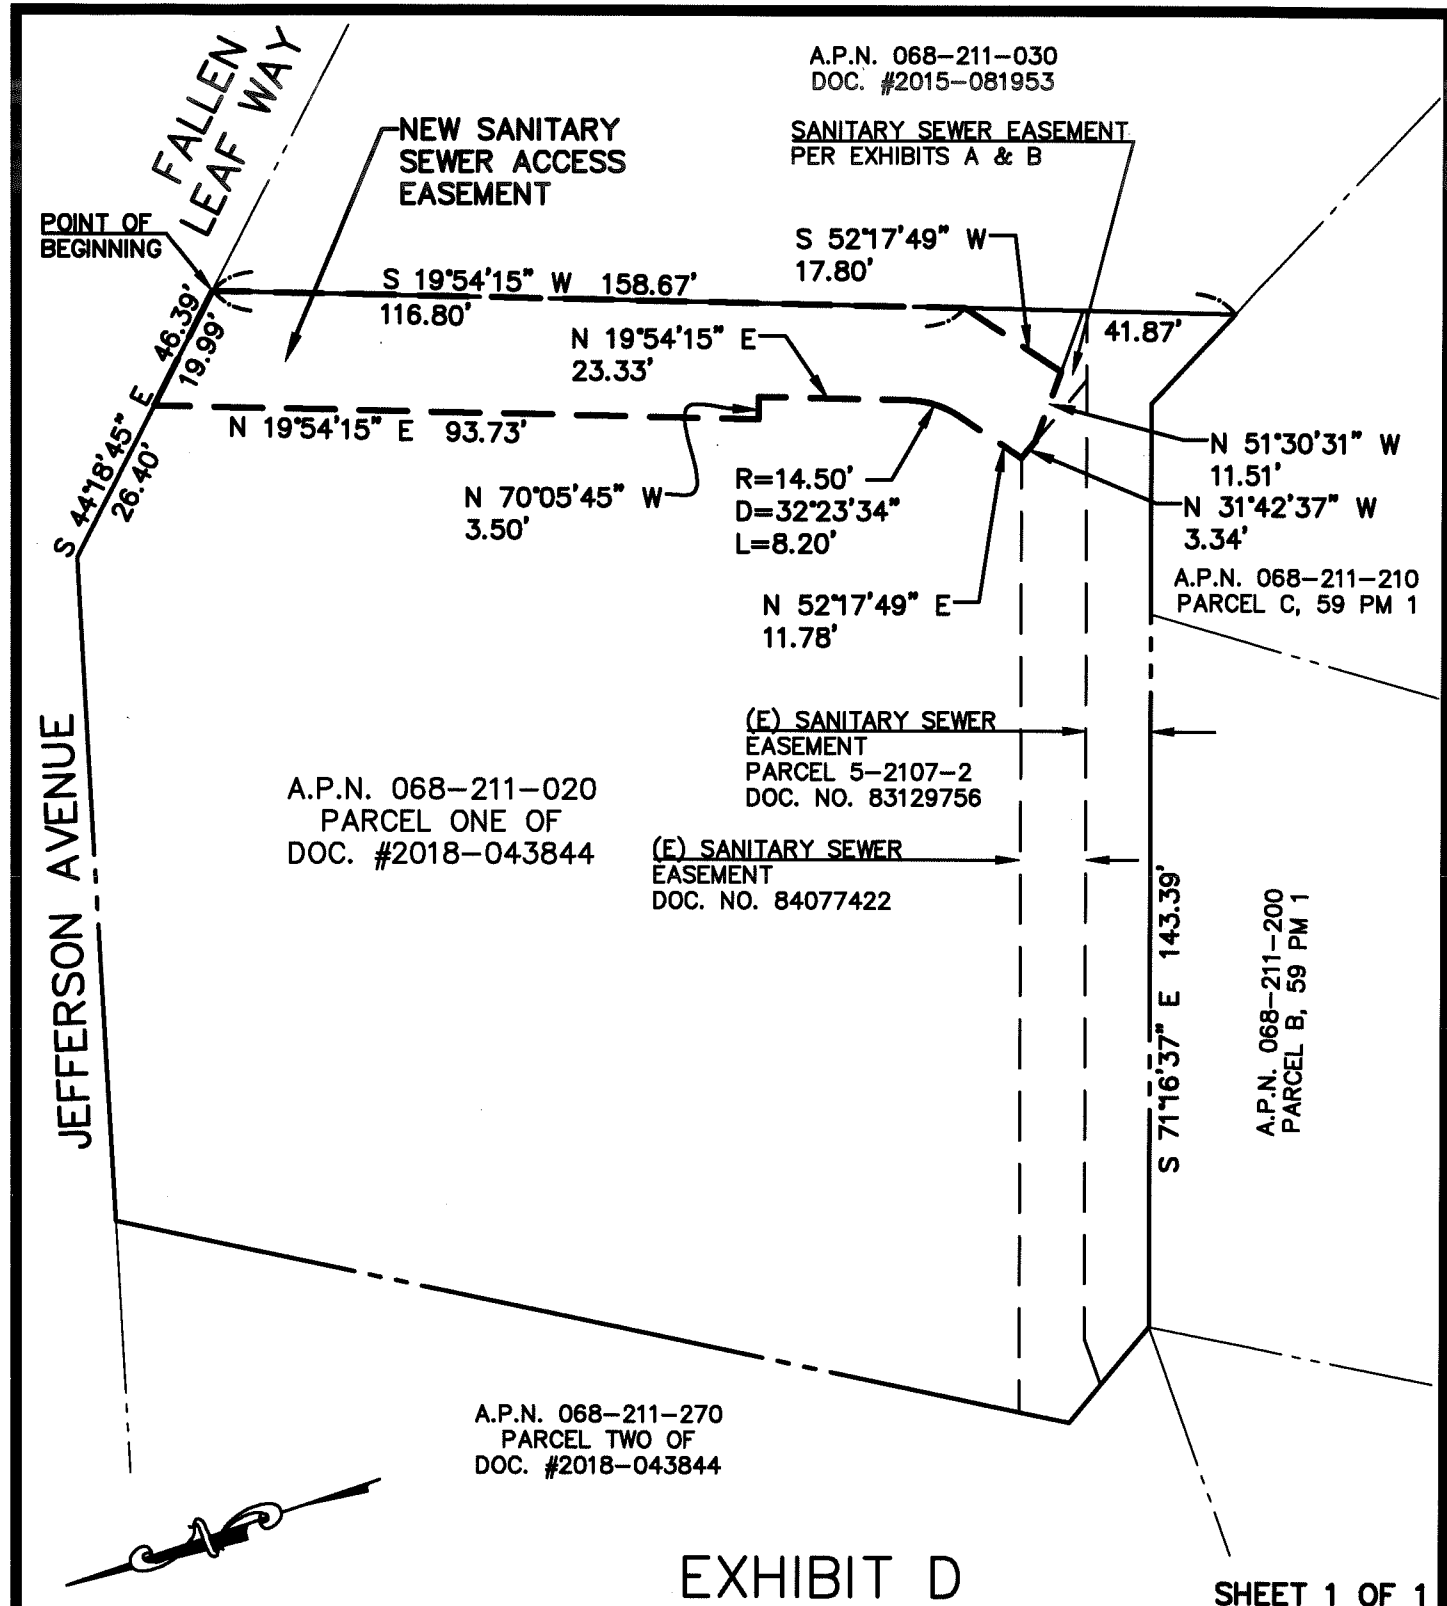 FALLEN
LEAF WAY
A.P.N. 068-211-030
DOC. #2015-081953
NEW SANITARY
SEWER ACCESS
EASEMENT
SANITARY SEWER EASEMENT
PER EXHIBITS A & B
POINT OF
BEGINNING
S 52°17'49" W
17.80'
S 19°54'15" W 158.67'
116.80'
41.87'
N 19°54'15" E
23.33'
S 44°18'45" E 46.39'
19.99'
26.40'
N 19°54'15" E 93.73'
N 51°30'31" W
11.51'
N 70°05'45" W
3.50'
R=14.50'
D=32°23'34"
L=8.20'
N 31°42'37" W
3.34'
A.P.N. 068-211-210
PARCEL C, 59 PM 1
N 52°17'49" E
11.78'
(E) SANITARY SEWER
EASEMENT
PARCEL 5-2107-2
DOC. NO. 83129756
A.P.N. 068-211-020
PARCEL ONE OF
DOC. #2018-043844
(E) SANITARY SEWER
EASEMENT
DOC. NO. 84077422
JEFFERSON AVENUE
S 71°16'37" E 143.39'
A.P.N. 068-211-200
PARCEL B, 59 PM 1
A.P.N. 068-211-270
PARCEL TWO OF
DOC. #2018-043844
N
EXHIBIT D
SHEET 1 OF 1